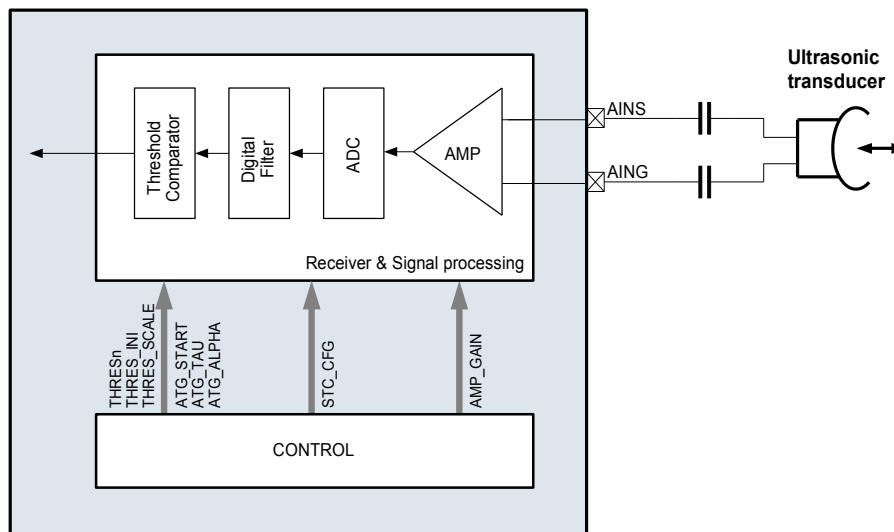 Ultrasonic
transducer
AINS
AING
Threshold
Comparator
Digital
Filter
ADC
AMP
Receiver & Signal processing
THRESn
THRES_INI
THRES_SCALE
ATG_START
ATG_TAU
ATG_ALPHA
STC_CFG
AMP_GAIN
CONTROL